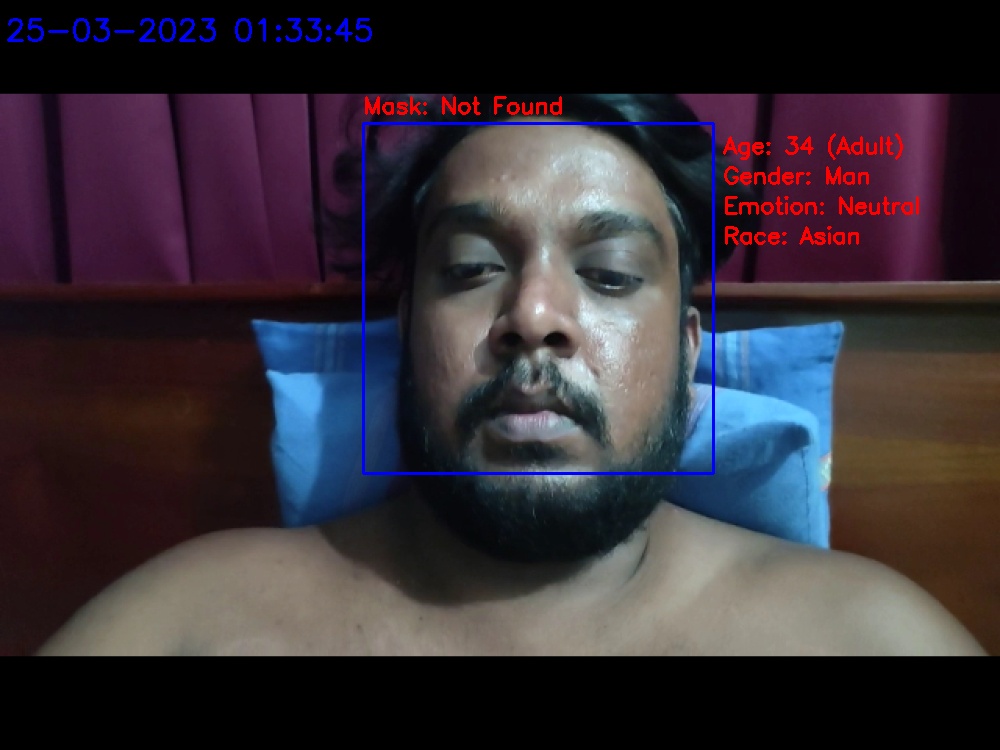 25-03-2023 01:33:45
Mask: Not Found
Age: 34 (Adult)
Gender: Man
Emotion: Neutral
Race: Asian